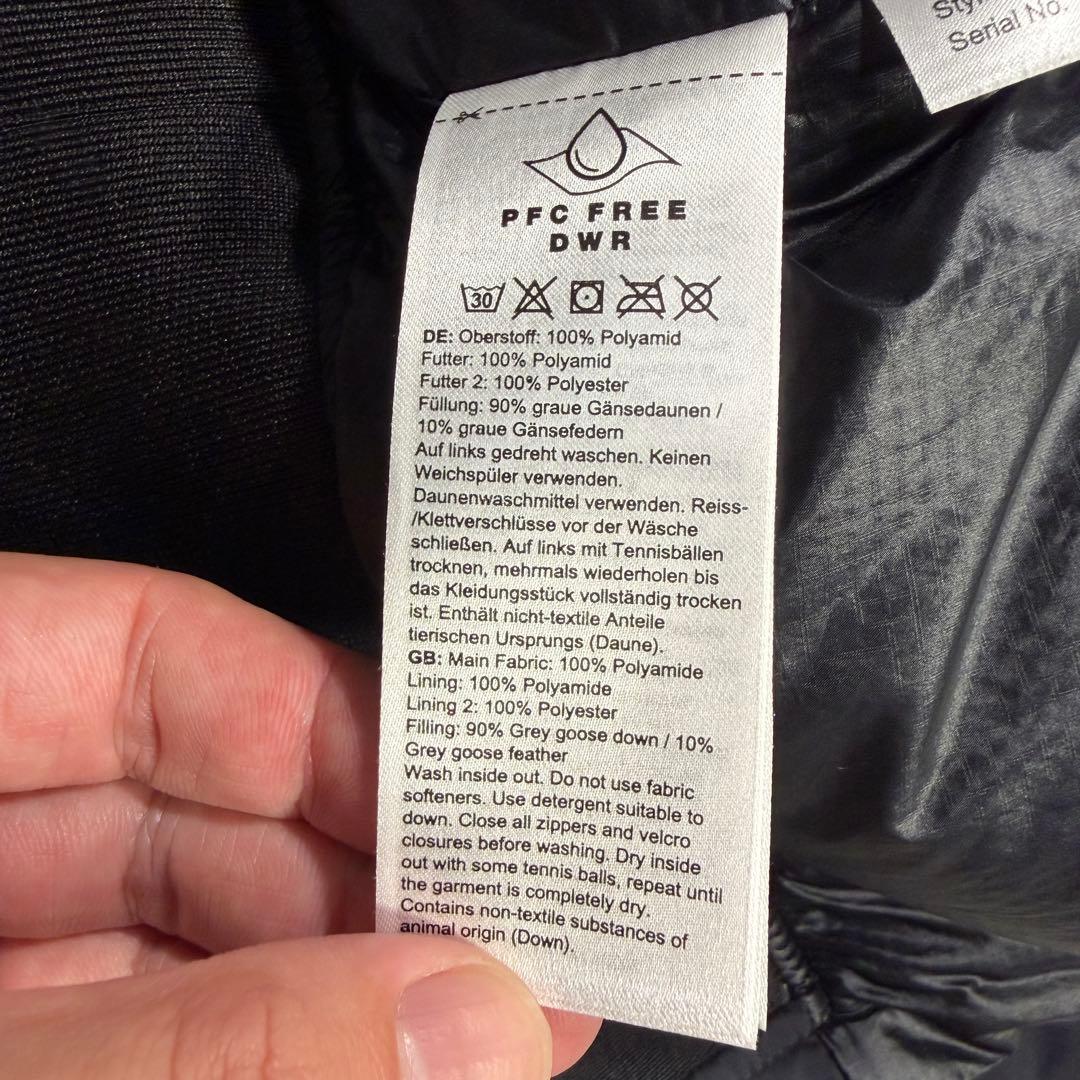 Serial No.
PFC FREE
DWR
30
DE: Oberstoff: 100% Polyamid
Futter: 100% Polyamid
Futter 2: 100% Polyester
Füllung: 90% graue Gänsedaunen /
10% graue Gänsefedern
Auf links gedreht waschen. Keinen
Weichspüler verwenden.
Daunenwaschmittel verwenden. Reiss-
/Klettverschlüsse vor der Wäsche
schließen. Auf links mit Tennisbällen
trocknen, mehrmals wiederholen bis
das Kleidungsstück vollständig trocken
ist. Enthält nicht-textile Anteile
tierischen Ursprungs (Daune).
GB: Main Fabric: 100% Polyamide
Lining: 100% Polyamide
Lining 2: 100% Polyester
Filling: 90% Grey goose down / 10%
Grey goose feather
Wash inside out. Do not use fabric
softeners. Use detergent suitable to
down. Close all zippers and velcro
closures before washing. Dry inside
out with some tennis balls, repeat until
the garment is completely dry.
Contains non-textile substances of
animal origin (Down).